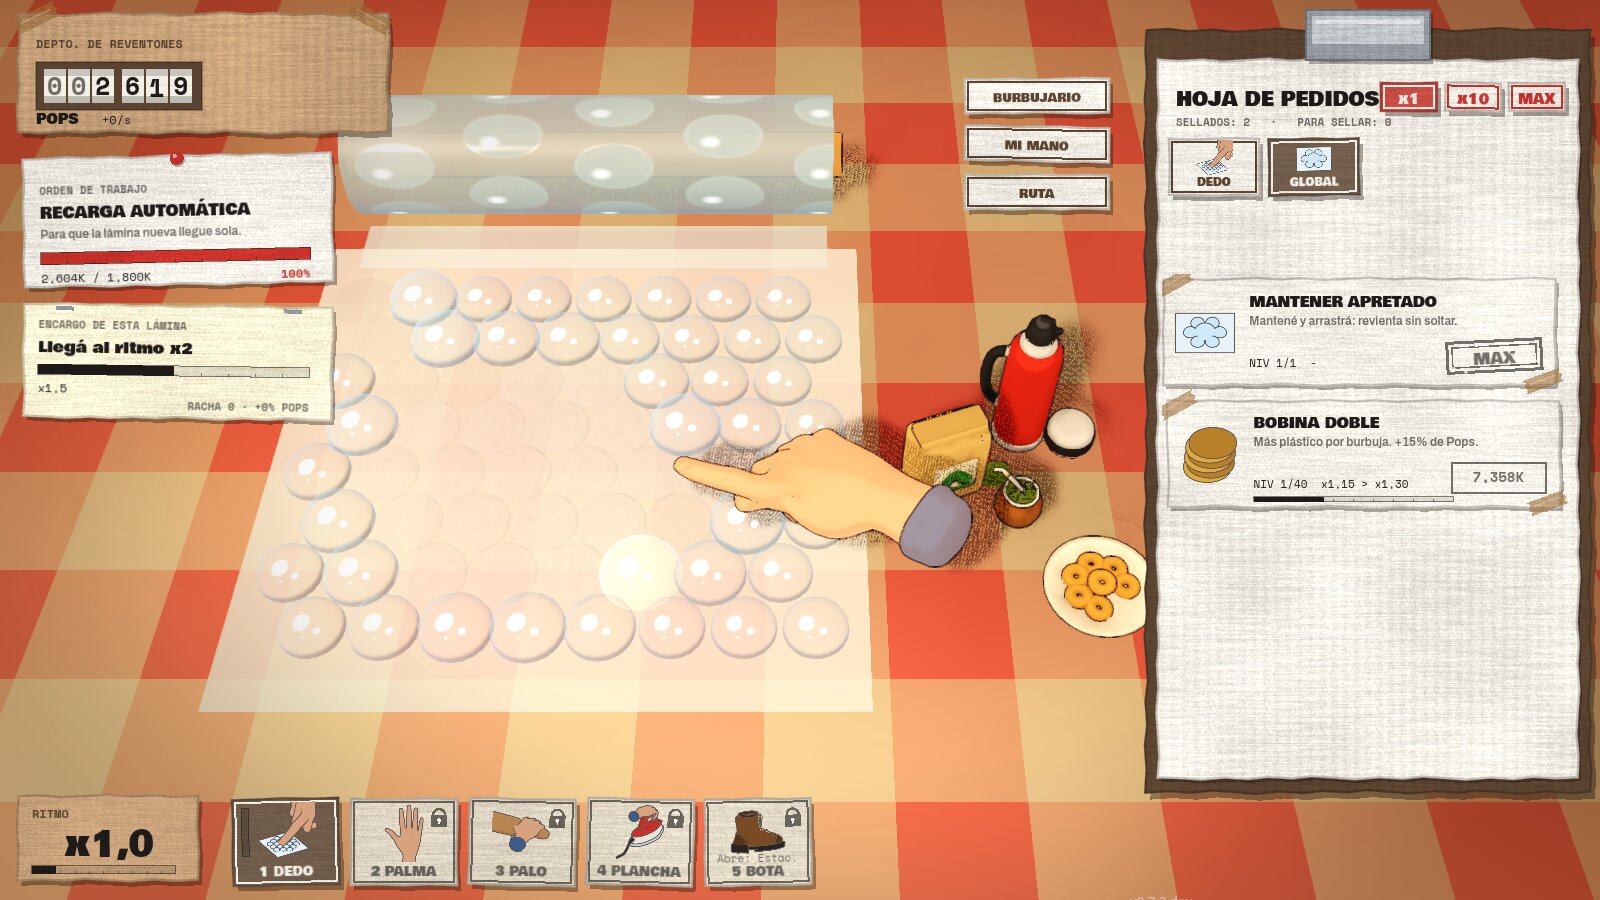 DEPTO. DE REVENTONES
002619
POPS +0/s
ORDEN DE TRABAJO
RECARGA AUTOMÁTICA
Para que la lámina nueva llegue sola.
2.604K / 1.800K 100%
ENCARGO DE ESTA LÁMINA
Llegá al ritmo x2
x1,5
RACHA 0 · +0% POPS
BURBUJARIO
MI MANO
RUTA
HOJA DE PEDIDOS x1 x10 MAX
SELLADOS: 2 · PARA SELLAR: 0
DEDO GLOBAL
MANTENER APRETADO
Mantené y arrastrá: revienta sin soltar.
NIV 1/1 - MAX
BOBINA DOBLE
Más plástico por burbuja. +15% de Pops.
NIV 1/40 x1,15 > x1,30 7.358K
RITMO
x1,0
1 DEDO
2 PALMA
3 PALO
4 PLANCHA
Abre: Estac.
5 BOTA